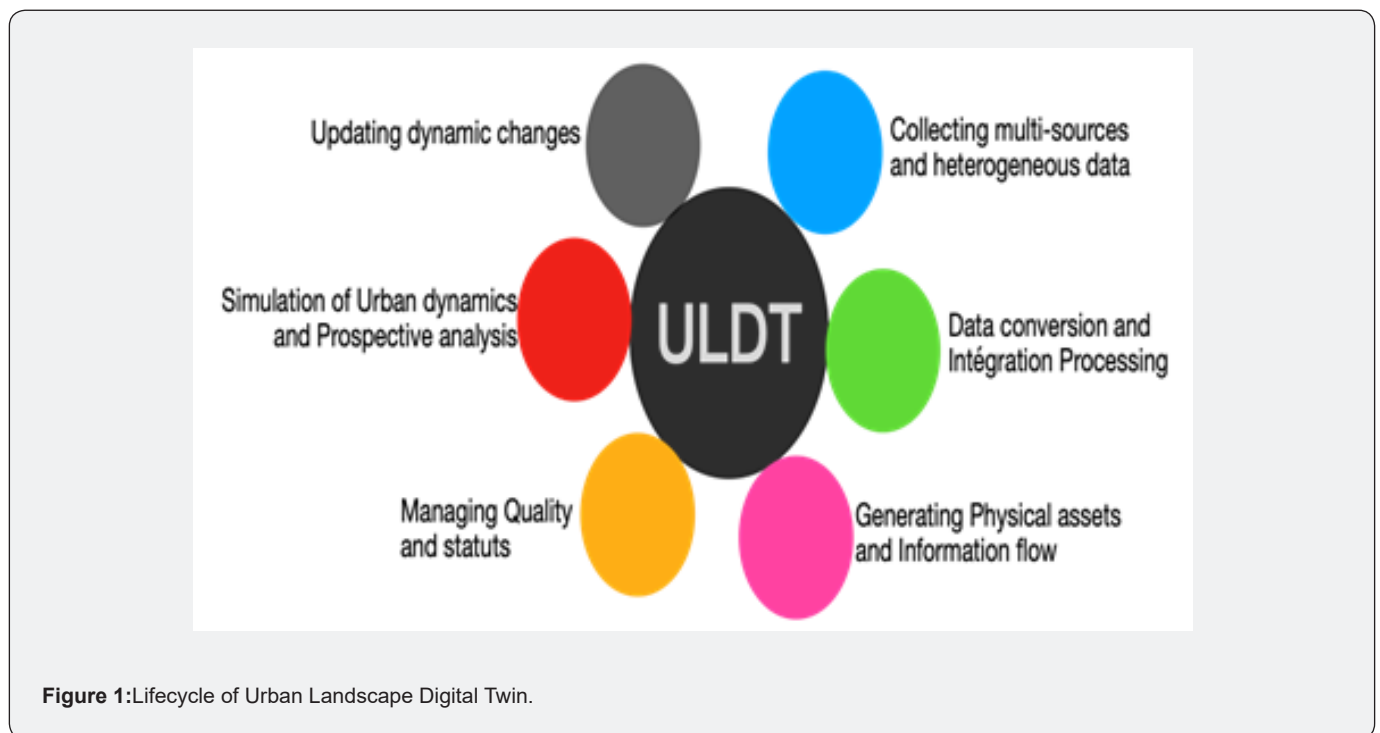 Updating dynamic changes
Collecting multi-sources
and heterogeneous data
Simulation of Urban dynamics
and Prospective analysis
ULDT
Data conversion and
Intégration Processing
Managing Quality
and statuts
Generating Physical assets
and Information flow
Figure 1:Lifecycle of Urban Landscape Digital Twin.